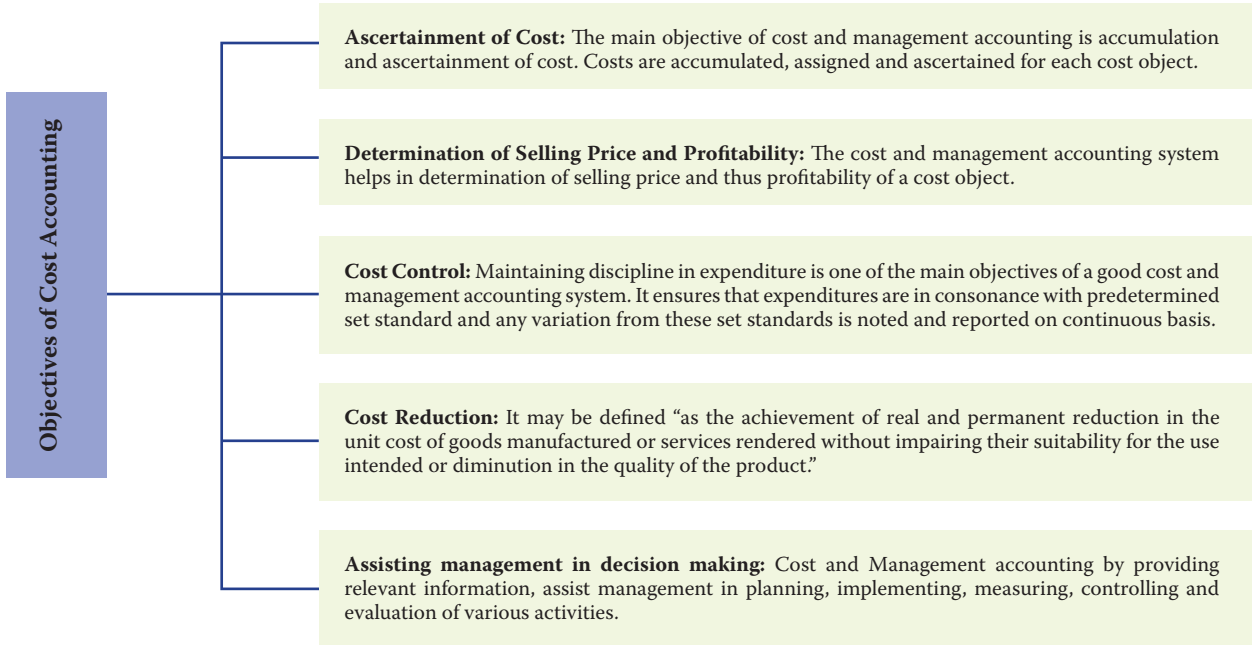 Objectives of Cost Accounting
Ascertainment of Cost: The main objective of cost and management accounting is accumulation
and ascertainment of cost. Costs are accumulated, assigned and ascertained for each cost object.
Determination of Selling Price and Profitability: The cost and management accounting system
helps in determination of selling price and thus profitability of a cost object.
Cost Control: Maintaining discipline in expenditure is one of the main objectives of a good cost and
management accounting system. It ensures that expenditures are in consonance with predetermined
set standard and any variation from these set standards is noted and reported on continuous basis.
Cost Reduction: It may be defined “as the achievement of real and permanent reduction in the
unit cost of goods manufactured or services rendered without impairing their suitability for the use
intended or diminution in the quality of the product.”
Assisting management in decision making: Cost and Management accounting by providing
relevant information, assist management in planning, implementing, measuring, controlling and
evaluation of various activities.